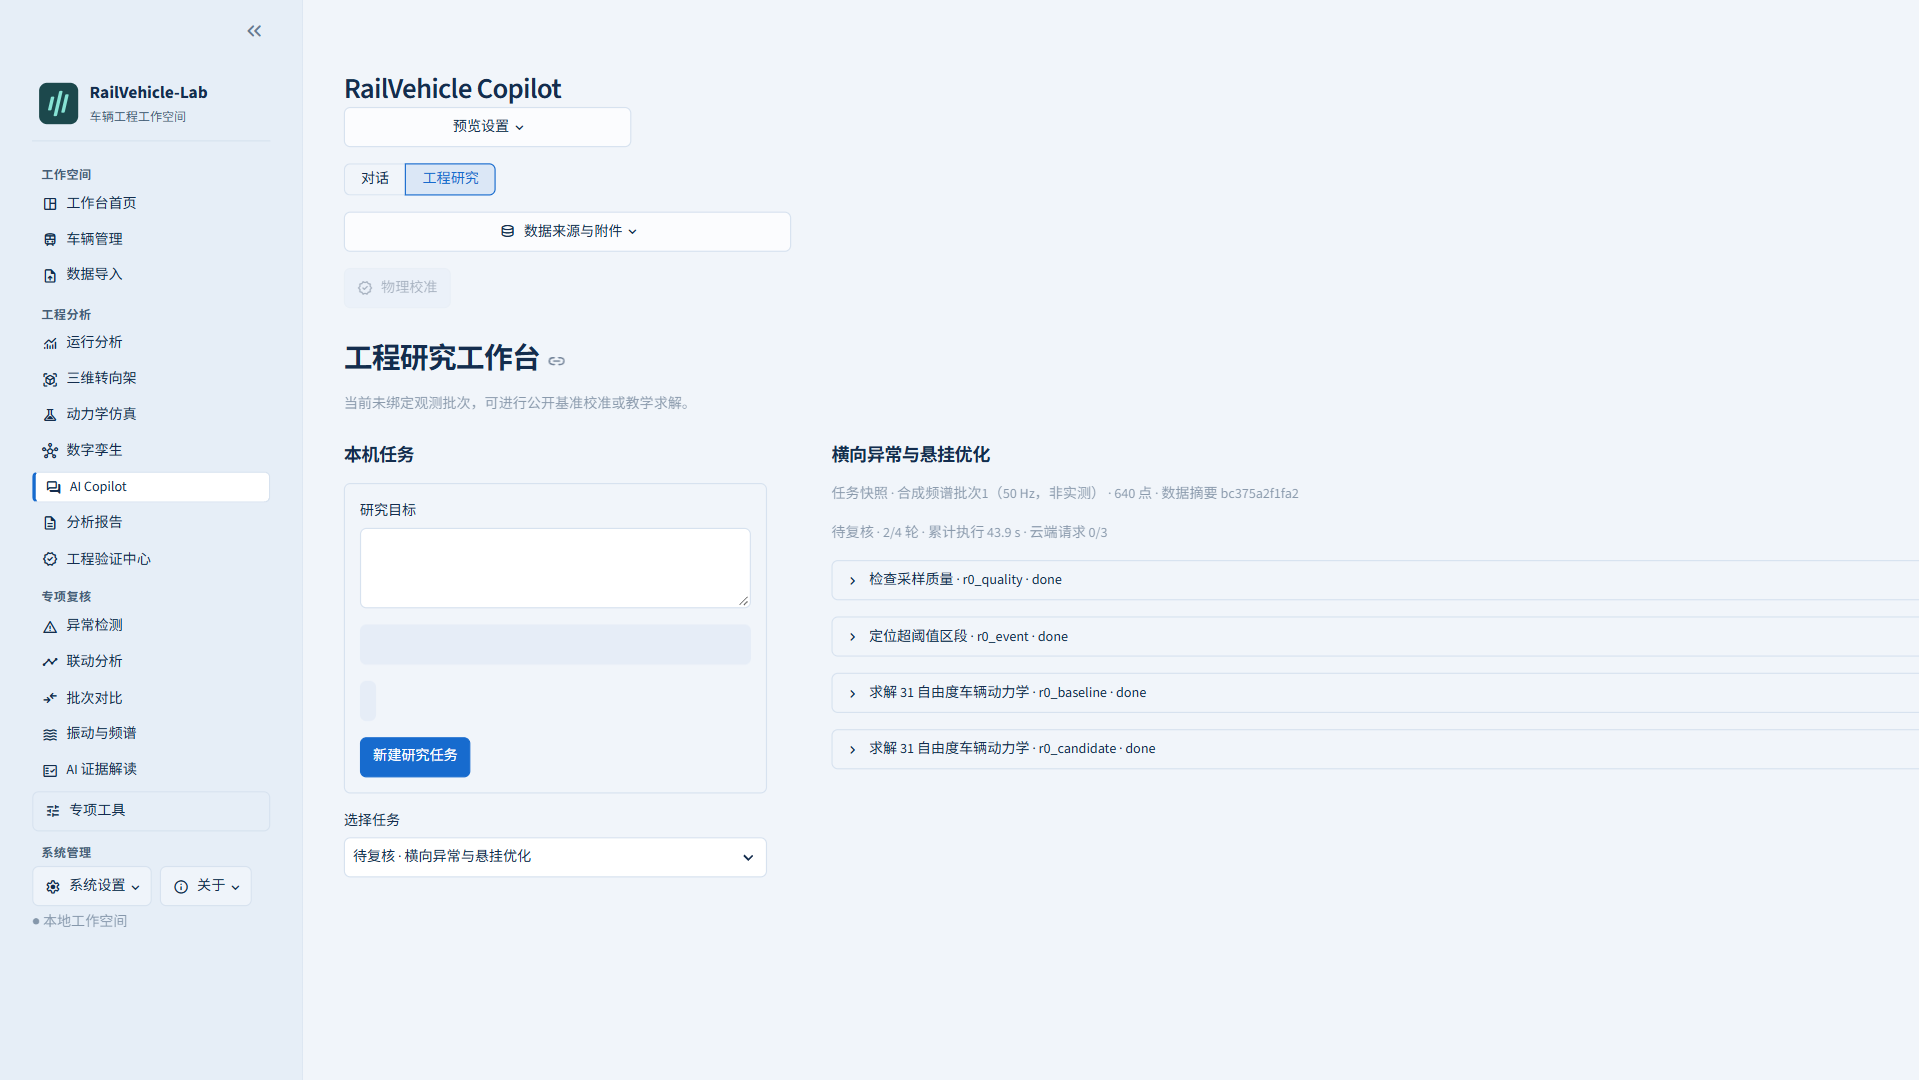 RailVehicle-Lab
车辆工程工作空间
工作空间
工作台首页
车辆管理
数据导入
工程分析
运行分析
三维转向架
动力学仿真
数字孪生
AI Copilot
分析报告
工程验证中心
专项复核
异常检测
联动分析
批次对比
振动与频谱
AI 证据解读
专项工具
系统管理
系统设置
关于
本地工作空间
RailVehicle Copilot
预览设置
对话
工程研究
数据来源与附件
物理校准
工程研究工作台
当前未绑定观测批次，可进行公开基准校准或教学求解。
本机任务
研究目标
新建研究任务
选择任务
待复核 · 横向异常与悬挂优化
横向异常与悬挂优化
任务快照 · 合成频谱批次1（50 Hz，非实测） · 640 点 · 数据摘要 bc375a2f1fa2
待复核 · 2/4 轮 · 累计执行 43.9 s · 云端请求 0/3
检查采样质量 · r0_quality · done
定位超阈值区段 · r0_event · done
求解 31 自由度车辆动力学 · r0_baseline · done
求解 31 自由度车辆动力学 · r0_candidate · done